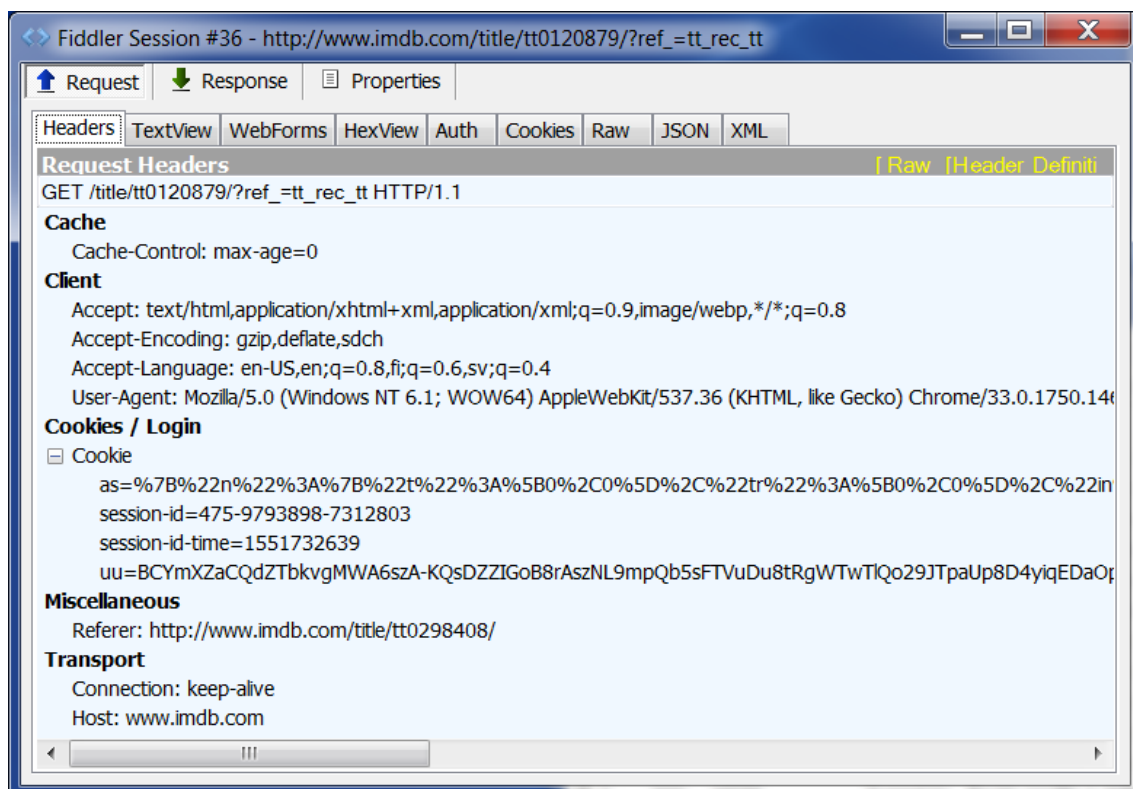 Fiddler Session #36 - http://www.imdb.com/title/tt0120879/?ref_=tt_rec_tt
Request Response Properties
Headers TextView WebForms HexView Auth Cookies Raw JSON XML
Request Headers [ Raw [Header Definiti
GET /title/tt0120879/?ref_=tt_rec_tt HTTP/1.1
Cache
Cache-Control: max-age=0
Client
Accept: text/html,application/xhtml+xml,application/xml;q=0.9,image/webp,*/*;q=0.8
Accept-Encoding: gzip,deflate,sdch
Accept-Language: en-US,en;q=0.8,fi;q=0.6,sv;q=0.4
User-Agent: Mozilla/5.0 (Windows NT 6.1; WOW64) AppleWebKit/537.36 (KHTML, like Gecko) Chrome/33.0.1750.146
Cookies / Login
Cookie
as=%7B%22n%22%3A%7B%22t%22%3A%5B0%2C0%5D%2C%22tr%22%3A%5B0%2C0%5D%2C%22in
session-id=475-9793898-7312803
session-id-time=1551732639
uu=BCYmXZaCQdZTbkvgMWA6szA-KQsDZZIGoB8rAszNL9mpQb5sFTVuDu8tRgWTwTlQo29JTpaUp8D4yiqEDaOp
Miscellaneous
Referer: http://www.imdb.com/title/tt0298408/
Transport
Connection: keep-alive
Host: www.imdb.com